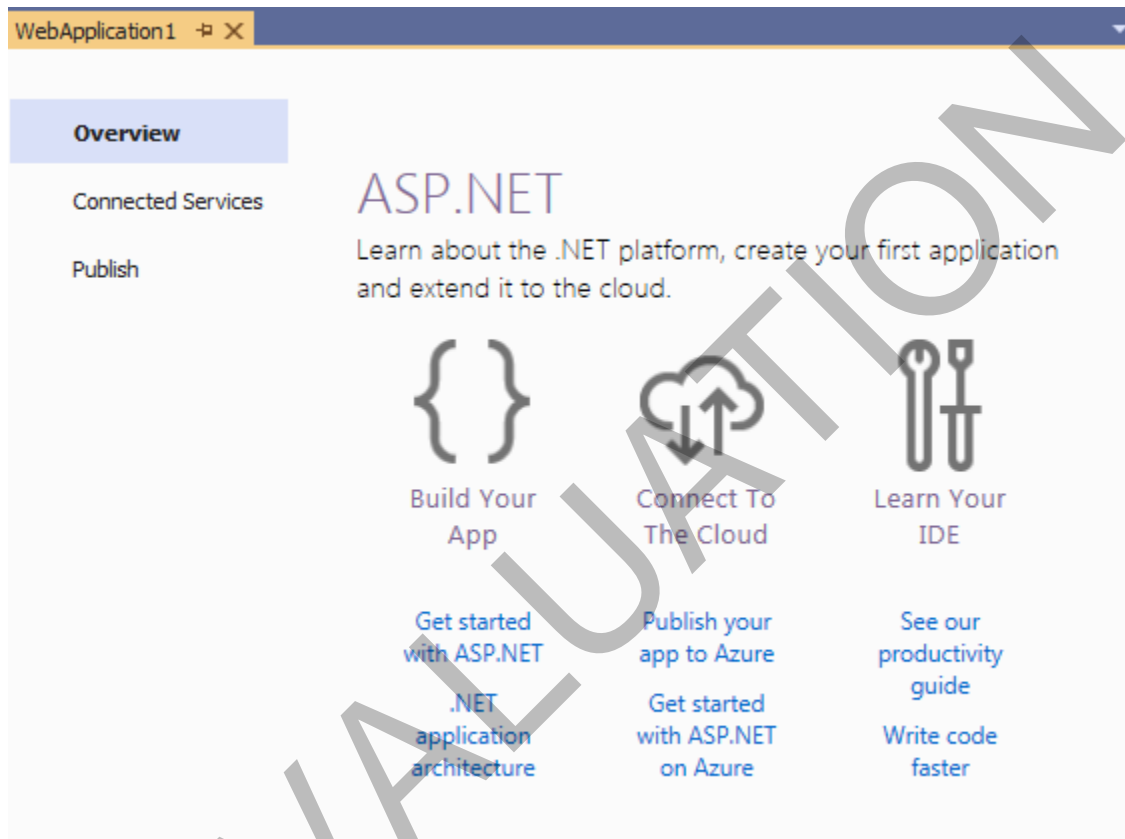 WebApplication1
Overview
Connected Services
Publish
ASP.NET
Learn about the .NET platform, create your first application
and extend it to the cloud.
Build Your
App
Connect To
The Cloud
Learn Your
IDE
Get started
with ASP.NET
.NET
application
architecture
Publish your
app to Azure
Get started
with ASP.NET
on Azure
See our
productivity
guide
Write code
faster
VALUATION